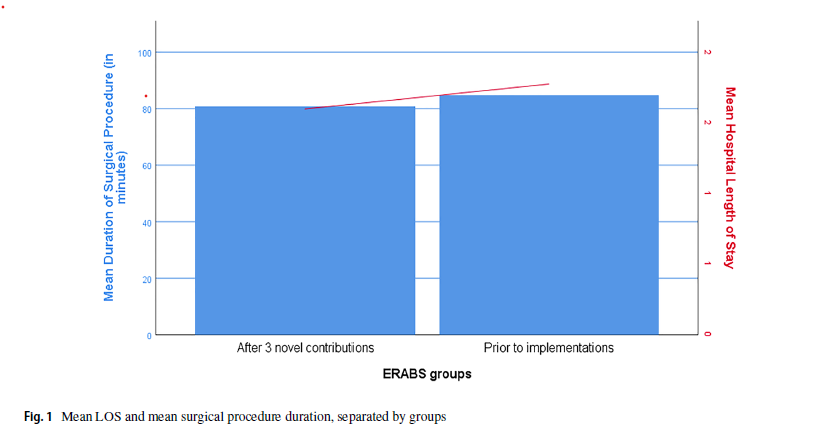 Mean Duration of Surgical Procedure (in
minutes)
100
80
60
40
20
0
2
2
1
1
0
Mean Hospital Length of Stay
After 3 novel contributions
Prior to implementations
ERABS groups
Fig. 1 Mean LOS and mean surgical procedure duration, separated by groups